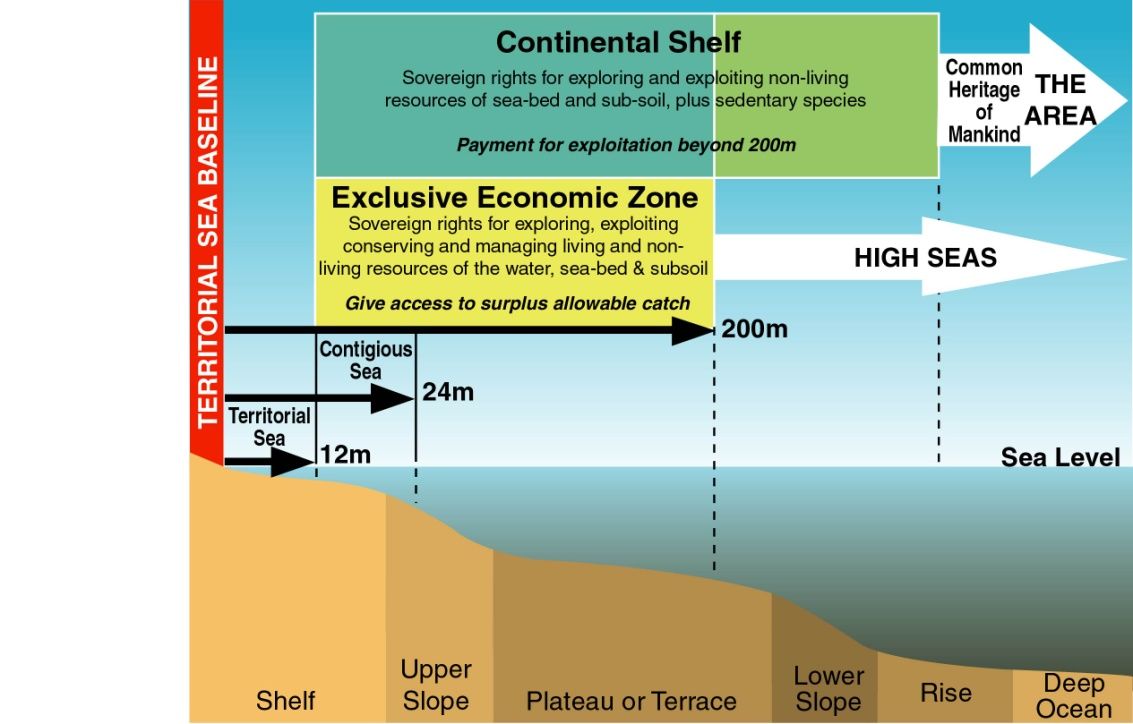 TERRITORIAL SEA BASELINE
Continental Shelf
Sovereign rights for exploring and exploiting non-living
resources of sea-bed and sub-soil, plus sedentary species
Payment for exploitation beyond 200m
Common
Heritage
of
Mankind
THE
AREA
Exclusive Economic Zone
Sovereign rights for exploring, exploiting
conserving and managing living and non-
living resources of the water, sea-bed & subsoil
Give access to surplus allowable catch
HIGH SEAS
200m
Contigious
Sea
24m
Territorial
Sea
12m
Sea Level
Shelf
Upper
Slope
Plateau or Terrace
Lower
Slope
Rise
Deep
Ocean